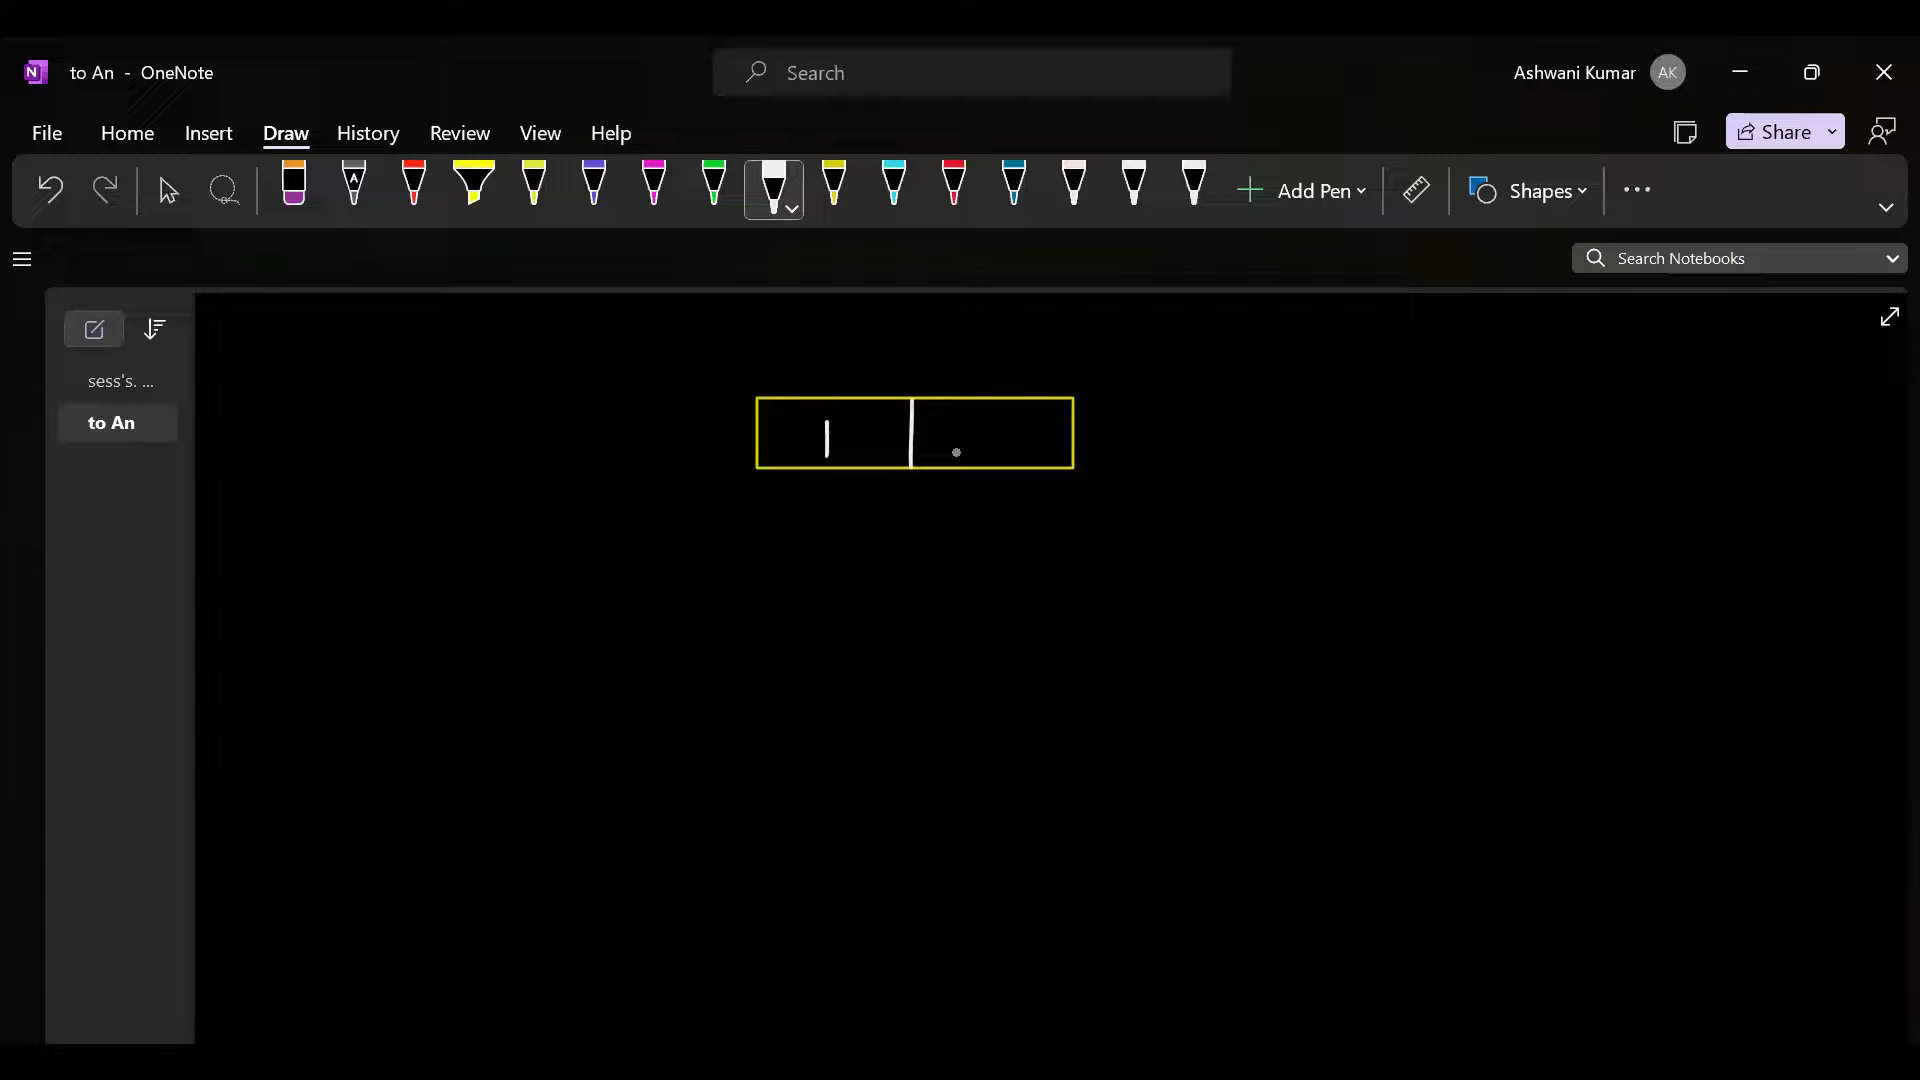 to An - OneNote
Search
Ashwani Kumar AK
File Home Insert Draw History Review View Help
Share
A
Add Pen
Shapes
Search Notebooks
sess's. ...
to An
1